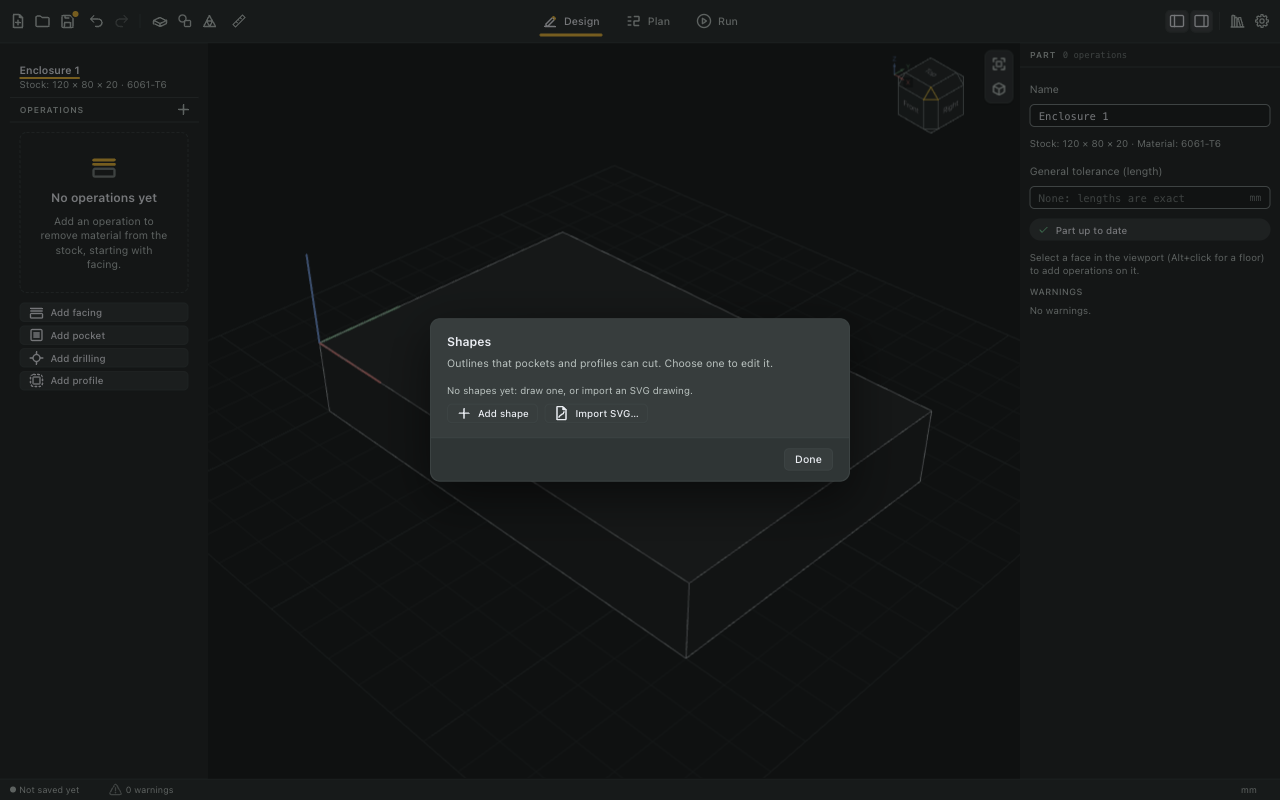 Design
Plan
Run
Enclosure 1
Stock: 120 × 80 × 20 · 6061-T6
OPERATIONS
No operations yet
Add an operation to
remove material from the
stock, starting with
facing.
Add facing
Add pocket
Add drilling
Add profile
Top
Front
Right
Shapes
Outlines that pockets and profiles can cut. Choose one to edit it.
No shapes yet: draw one, or import an SVG drawing.
Add shape
Import SVG…
Done
PART 0 operations
Name
Enclosure 1
Stock: 120 × 80 × 20 · Material: 6061-T6
General tolerance (length)
None: lengths are exact mm
Part up to date
Select a face in the viewport (Alt+click for a floor)
to add operations on it.
WARNINGS
No warnings.
Not saved yet
0 warnings
mm